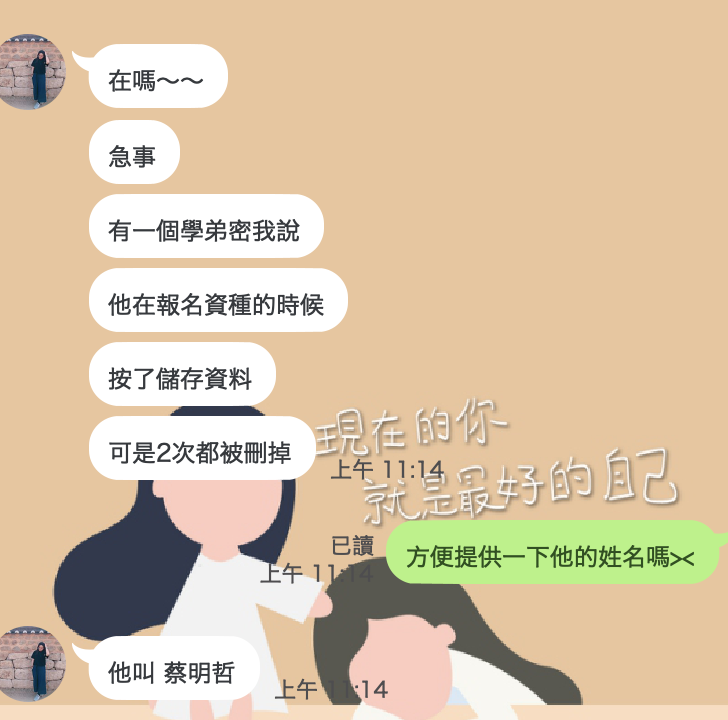 在嗎～～
急事
有一個學弟密我說
他在報名資種的時候
按了儲存資料
可是2次都被刪掉
上午 11:14
現在的你
就是最好的自己
已讀
上午 11:14
方便提供一下他的姓名嗎><
他叫 蔡明哲
上午 11:14